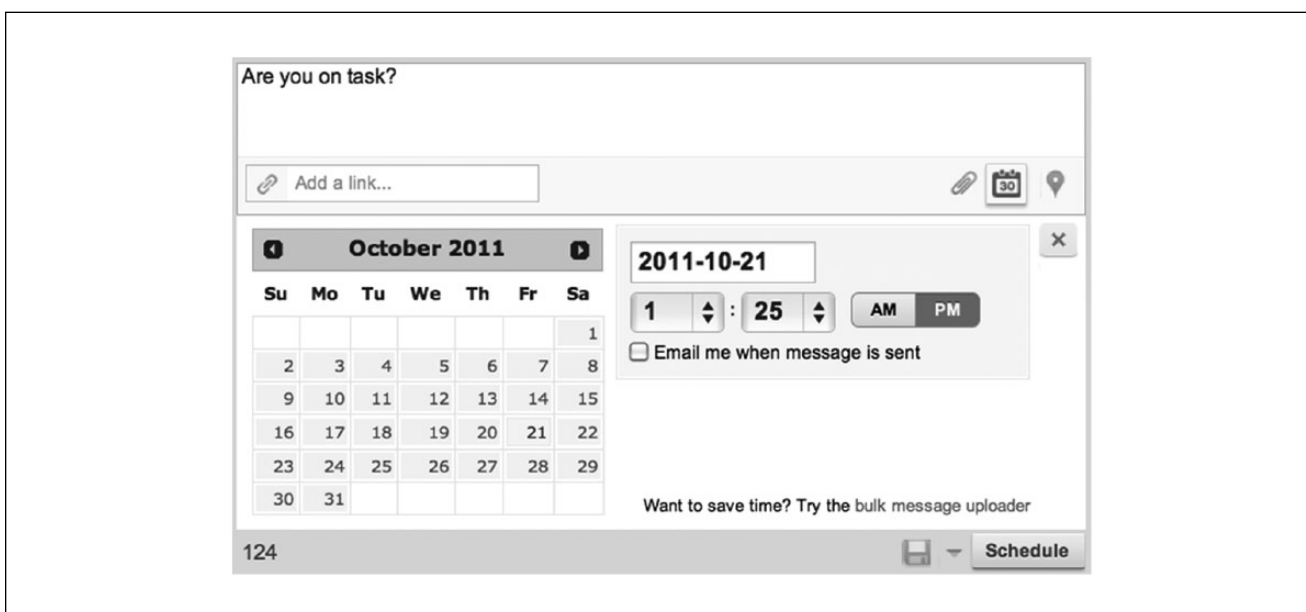 Are you on task?
Add a link...
30
October 2011
Su Mo Tu We Th Fr Sa
1
2 3 4 5 6 7 8
9 10 11 12 13 14 15
16 17 18 19 20 21 22
23 24 25 26 27 28 29
30 31
2011-10-21
1 : 25 AM PM
Email me when message is sent
Want to save time? Try the bulk message uploader
124
Schedule